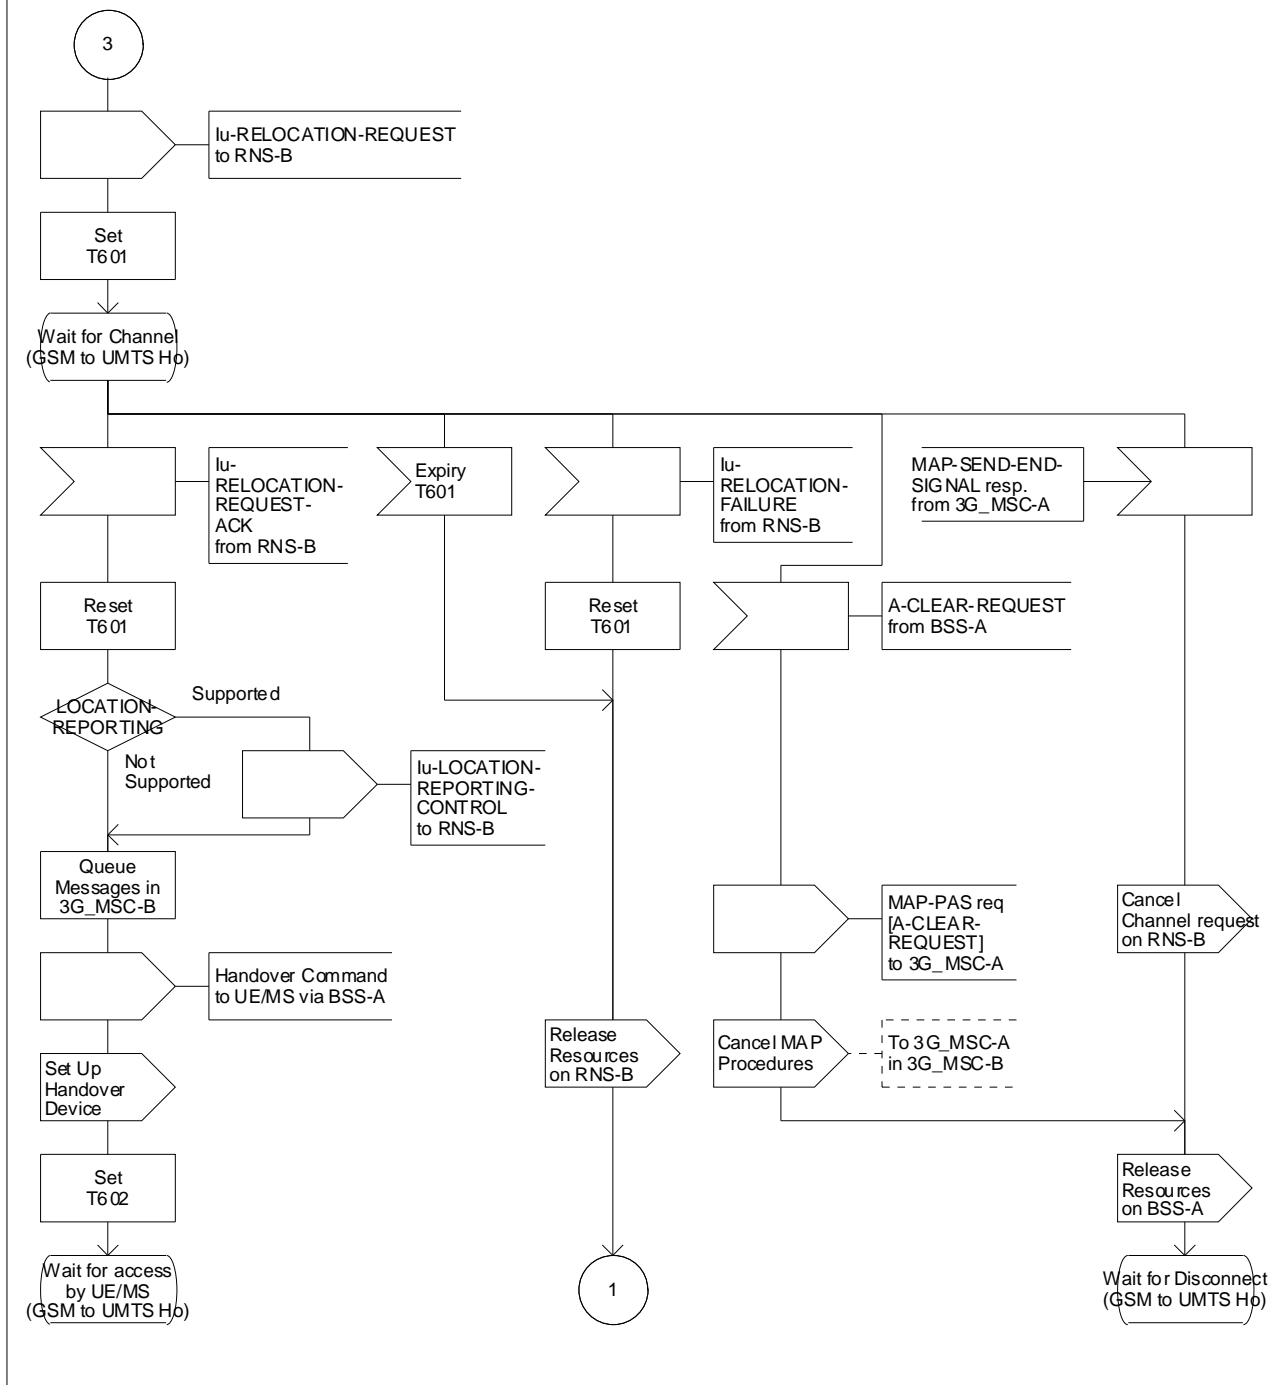 3
Iu-RELOCATION-REQUEST
to RNS-B
Set
T601
Wait for Channel
(GSM to UMTS Ho)
Iu-
RELOCATION-
REQUEST-
ACK
from RNS-B
Expiry
T601
Iu-
RELOCATION-
FAILURE
from RNS-B
MAP-SEND-END-
SIGNAL resp.
from 3G_MSC-A
Reset
T601
Reset
T601
A-CLEAR-REQUEST
from BSS-A
LOCATION-
REPORTING
Supported
Not
Supported
Iu-LOCATION-
REPORTING-
CONTROL
to RNS-B
Queue
Messages in
3G_MSC-B
MAP-PAS req
[A-CLEAR-
REQUEST]
to 3G_MSC-A
Cancel
Channel request
on RNS-B
Handover Command
to UE/MS via BSS-A
Release
Resources
on RNS-B
Cancel MAP
Procedures
To 3G_MSC-A
in 3G_MSC-B
Set Up
Handover
Device
Set
T602
Release
Resources
on BSS-A
Wait for access
by UE/MS
(GSM to UMTS Ho)
1
Wait for Disconnect
(GSM to UMTS Ho)